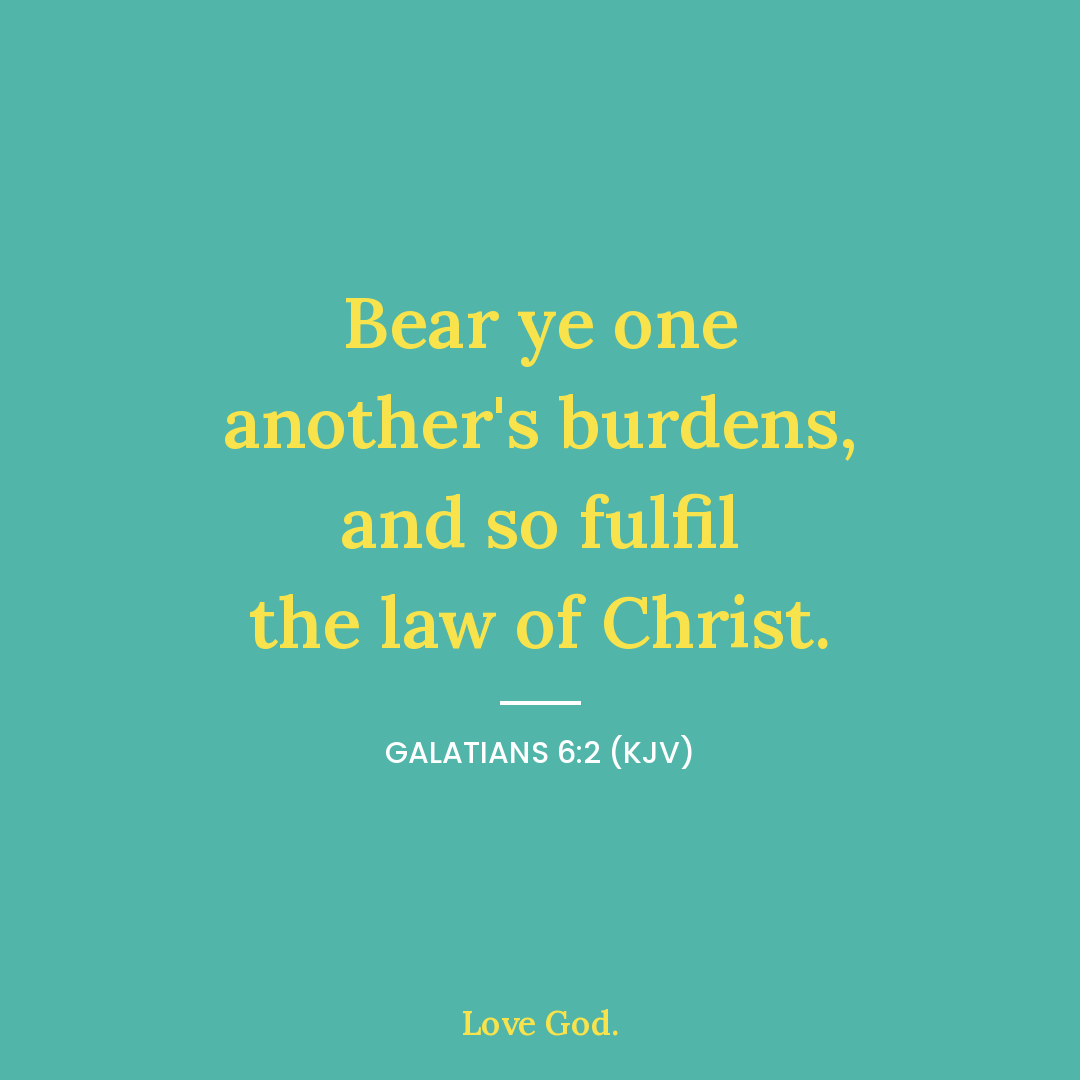 Bear ye one
another's burdens,
and so fulfil
the law of Christ.
GALATIANS 6:2 (KJV)
Love God.